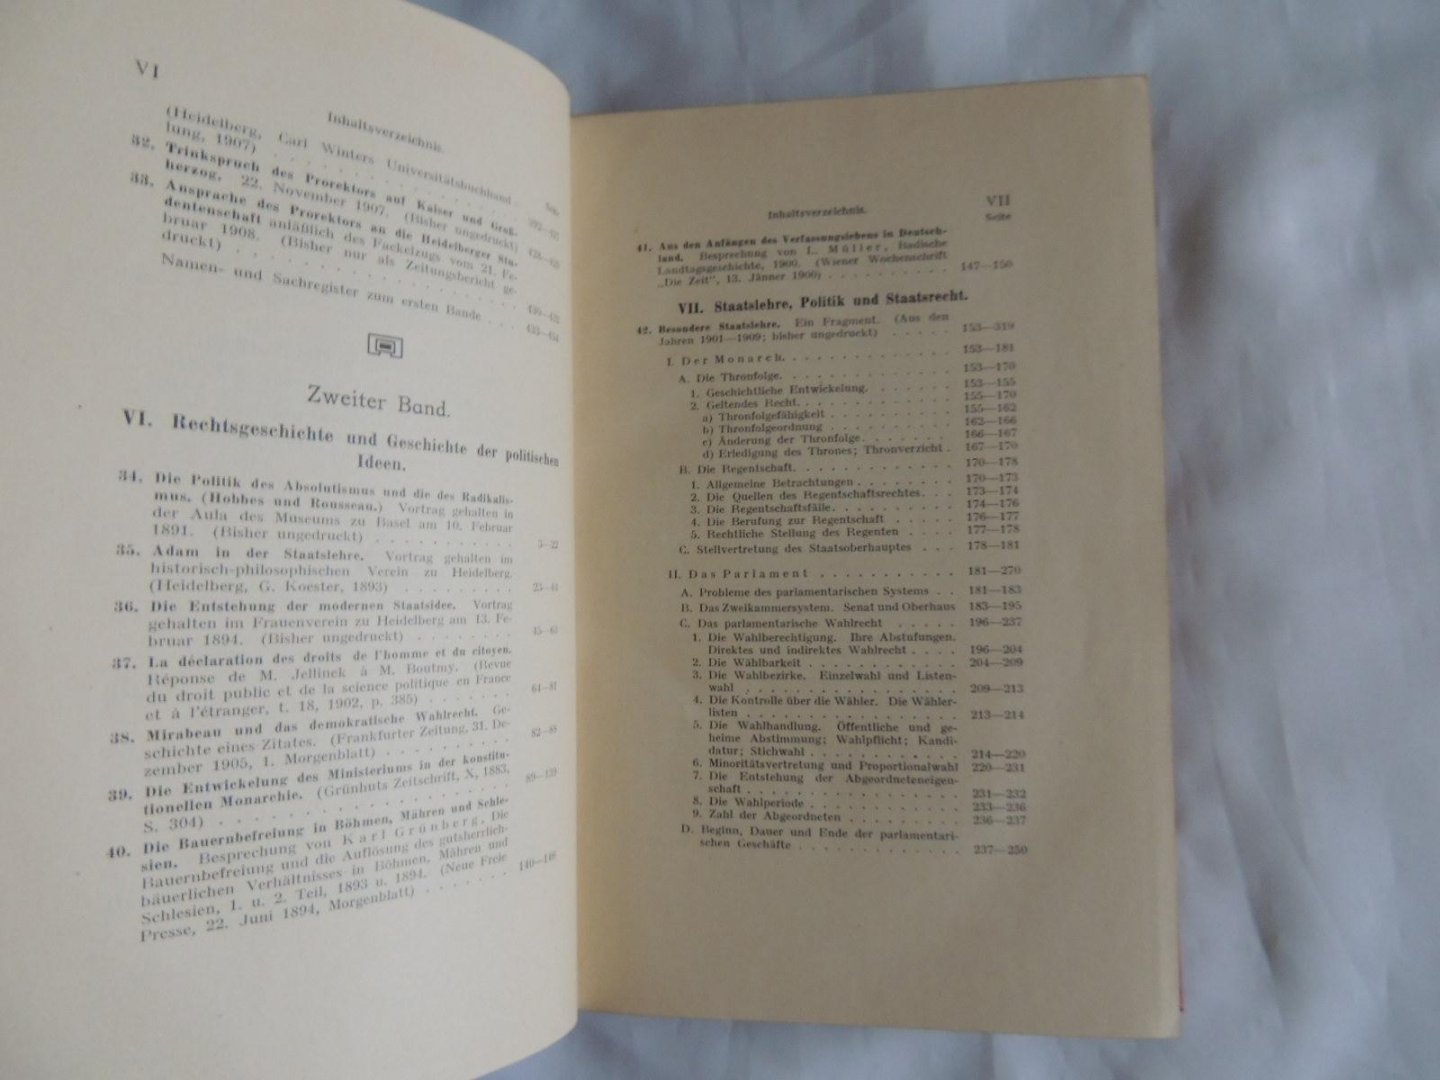 VI
Inhaltsverzeichnis.
Seite
(Heidelberg, Carl Winters Universitätsbuchhand-
lung, 1907)
32. Trinkspruch des Prorektors auf Kaiser und Groß-
herzog, 22. November 1907. (Bisher ungedruckt)
33. Ansprache des Prorektors an die Heidelberger Stu-
dentenschaft anläßlich des Fackelzugs vom 21. Fe-
bruar 1908. (Bisher nur als Zeitungsbericht ge-
druckt) 430—432
Namen- und Sachregister zum ersten Bande 433—454
Zweiter Band.
VI. Rechtsgeschichte und Geschichte der politischen
Ideen.
34. Die Politik des Absolutismus und die des Radikalis-
mus. (Hobbes und Rousseau.) Vortrag gehalten in
der Aula des Museums zu Basel am 10. Februar
1891. (Bisher ungedruckt) 3—22
35. Adam in der Staatslehre. Vortrag gehalten im
historisch-philosophischen Verein zu Heidelberg.
(Heidelberg, G. Koester, 1893) 23—44
36. Die Entstehung der modernen Staatsidee. Vortrag
gehalten im Frauenverein zu Heidelberg am 13. Fe-
bruar 1894. (Bisher ungedruckt) 45—63
37. La déclaration des droits de l'homme et du citoyen.
Réponse de M. Jellinek à M. Boutmy. (Revue
du droit public et de la science politique en France
et à l'étranger, t. 18, 1902, p. 385) 64—81
38. Mirabeau und das demokratische Wahlrecht. Ge-
schichte eines Zitates. (Frankfurter Zeitung, 31. De-
zember 1905, 1. Morgenblatt) 82—88
39. Die Entwickelung des Ministeriums in der konstitu-
tionellen Monarchie. (Grünhuts Zeitschrift, X, 1883,
S. 304) 89—139
40. Die Bauernbefreiung in Böhmen, Mähren und Schle-
sien. Besprechung von Karl Grünberg, Die
Bauernbefreiung und die Auflösung des gutsherrlich-
bäuerlichen Verhältnisses in Böhmen, Mähren und
Schlesien, 1. u. 2. Teil, 1893 u. 1894. (Neue Freie
Presse, 22. Juni 1894, Morgenblatt) 140—146
Inhaltsverzeichnis. VII
Seite
41. Aus den Anfängen des Verfassungslebens in Deutsch-
land. Besprechung von L. Müller, Badische
Landtagsgeschichte, 1900. (Wiener Wochenschrift
„Die Zeit", 13. Jänner 1900) 147—150
VII. Staatslehre, Politik und Staatsrecht.
42. Besondere Staatslehre. Ein Fragment. (Aus den
Jahren 1901—1909; bisher ungedruckt) 153—319
I. Der Monarch. 153—181
A. Die Thronfolge. 153—170
1. Geschichtliche Entwickelung. 153—155
2. Geltendes Recht. 155—170
a) Thronfolgefähigkeit 155—162
b) Thronfolgeordnung 162—166
c) Änderung der Thronfolge. 166—167
d) Erledigung des Thrones; Thronverzicht. 167—170
B. Die Regentschaft. 170—178
1. Allgemeine Betrachtungen 170—173
2. Die Quellen des Regentschaftsrechtes. 173—174
3. Die Regentschaftsfälle. 174—176
4. Die Berufung zur Regentschaft 176—177
5. Rechtliche Stellung des Regenten 177—178
C. Stellvertretung des Staatsoberhauptes 178—181
II. Das Parlament 181—270
A. Probleme des parlamentarischen Systems 181—183
B. Das Zweikammersystem. Senat und Oberhaus 183—195
C. Das parlamentarische Wahlrecht 196—237
1. Die Wahlberechtigung. Ihre Abstufungen.
Direktes und indirektes Wahlrecht 196—204
2. Die Wählbarkeit 204—209
3. Die Wahlbezirke. Einzelwahl und Listen-
wahl 209—213
4. Die Kontrolle über die Wähler. Die Wähler-
listen 213—214
5. Die Wahlhandlung. Öffentliche und ge-
heime Abstimmung; Wahlpflicht; Kandi-
datur; Stichwahl 214—220
6. Minoritätsvertretung und Proportionalwahl 220—231
7. Die Entstehung der Abgeordneteneigen-
schaft 231—232
8. Die Wahlperiode 233—236
9. Zahl der Abgeordneten 236—237
D. Beginn, Dauer und Ende der parlamentari-
schen Geschäfte 237—250